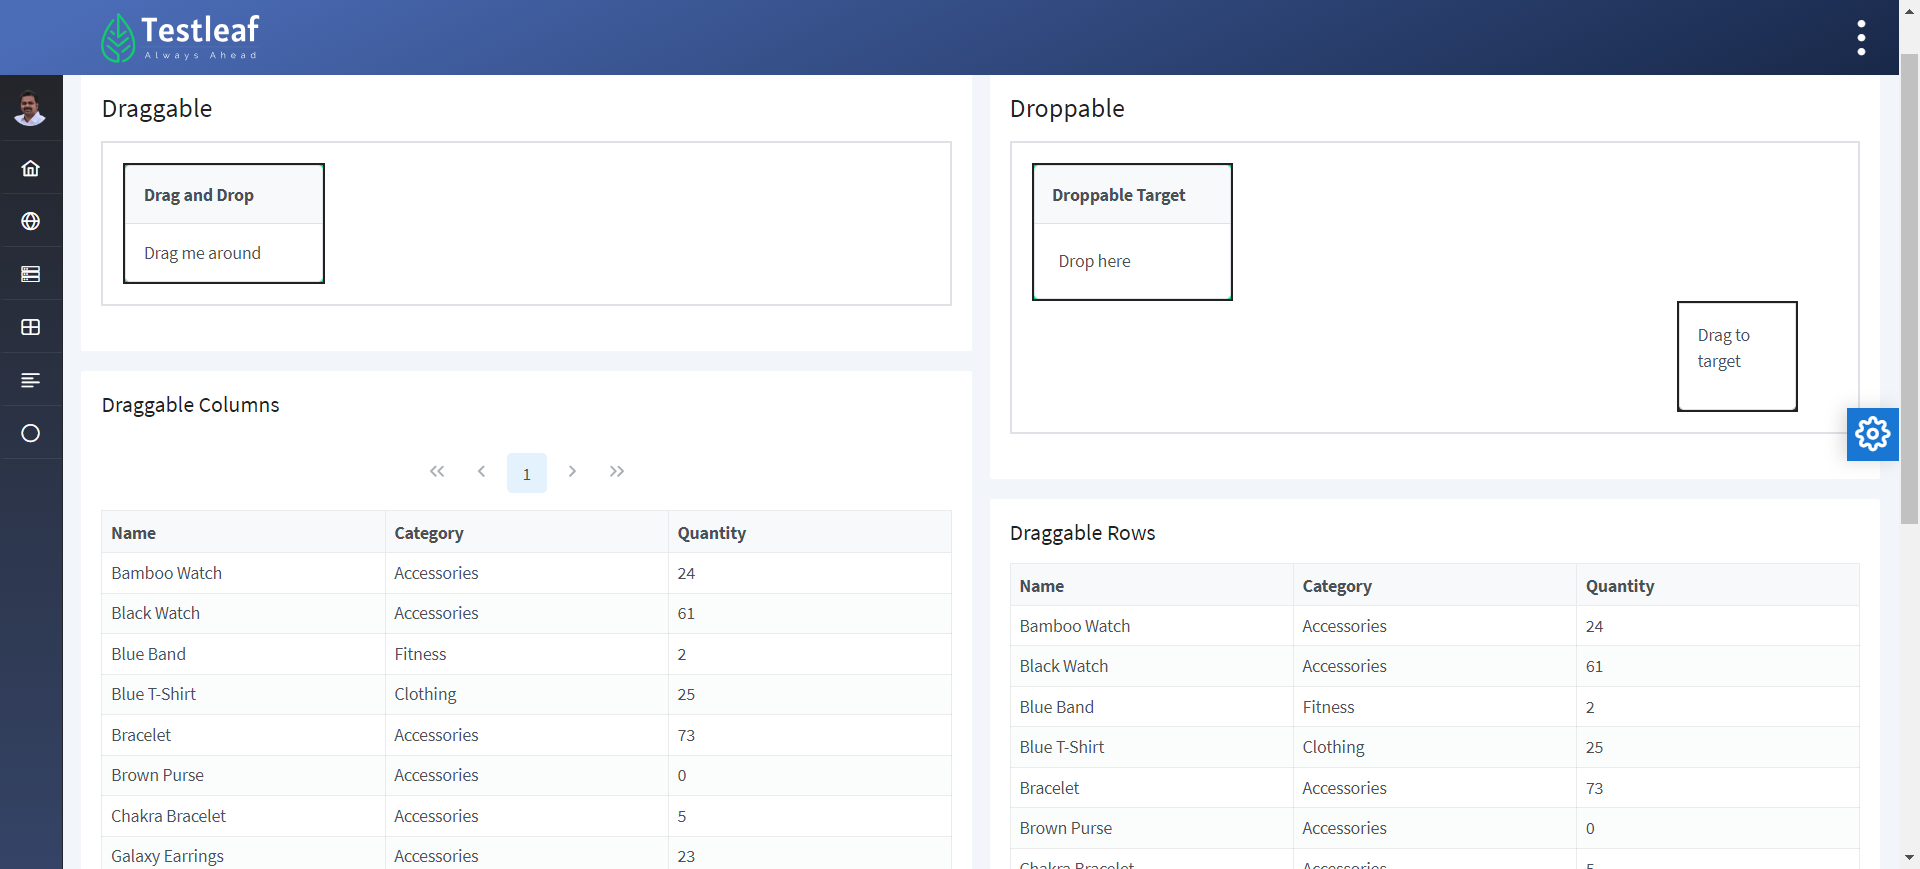 Testleaf
Always Ahead
Draggable
Drag and Drop
Drag me around
Droppable
Droppable Target
Drop here
Drag to
target
Draggable Columns
1
Name Category Quantity
Bamboo Watch Accessories 24
Black Watch Accessories 61
Blue Band Fitness 2
Blue T-Shirt Clothing 25
Bracelet Accessories 73
Brown Purse Accessories 0
Chakra Bracelet Accessories 5
Galaxy Earrings Accessories 23
Draggable Rows
Name Category Quantity
Bamboo Watch Accessories 24
Black Watch Accessories 61
Blue Band Fitness 2
Blue T-Shirt Clothing 25
Bracelet Accessories 73
Brown Purse Accessories 0
Chakra Bracelet Accessories 5